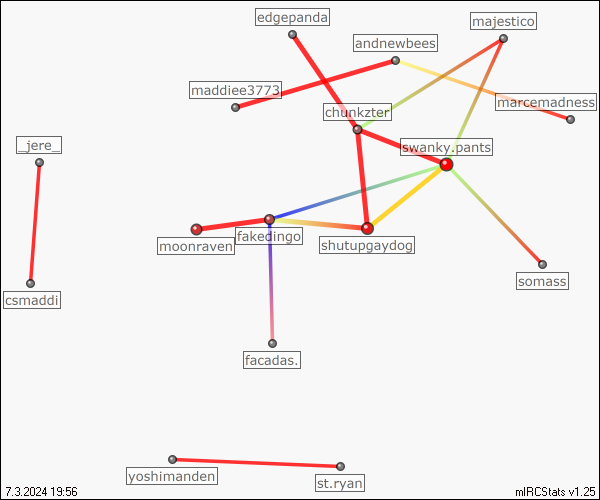 edgepanda
majestico
andnewbees
maddiee3773
marcemadness
chunkzter
_jere_
swanky.pants
fakedingo
moonraven
shutupgaydog
somass
csmaddi
facadas.
yoshimanden
st.ryan
7.3.2024 19:56
mIRCStats v1.25